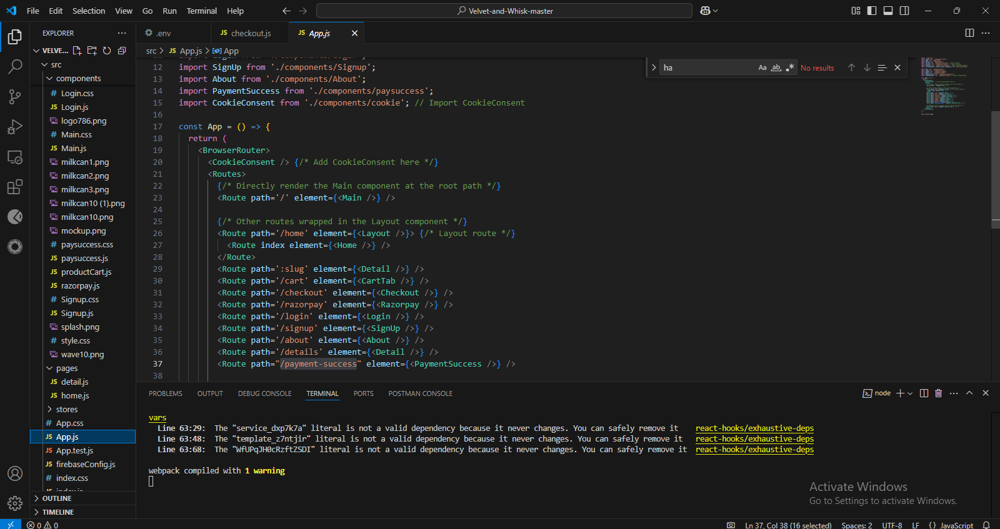 File Edit Selection View Go Run Terminal Help
Velvet-and-Whisk-master
EXPLORER
.env
checkout.js
App.js
VELVE...
src > App.js > App
src
components
Login.css
Login.js
logo786.png
Main.css
Main.js
milkcan1.png
milkcan2.png
milkcan3.png
milkcan10 (1).png
milkcan10.png
mockup.png
paysuccess.css
paysuccess.js
productCart.js
razorpay.js
Signup.css
Signup.js
splash.png
style.css
wave10.png
pages
detail.js
home.js
stores
App.css
App.js
App.test.js
firebaseConfig.js
index.css
OUTLINE
TIMELINE
ha
Aa ab .*
No results
12 import SignUp from './components/Signup';
13 import About from './components/About';
14 import PaymentSuccess from './components/paysuccess';
15 import CookieConsent from './components/cookie'; // Import CookieConsent
16
17 const App = () => {
18 return (
19 <BrowserRouter>
20 <CookieConsent /> {/* Add CookieConsent here */}
21 <Routes>
22 {/* Directly render the Main component at the root path */}
23 <Route path='/' element={<Main />} />
24
25 {/* Other routes wrapped in the Layout component */}
26 <Route path='/home' element={<Layout />}> {/* Layout route */}
27 <Route index element={<Home />} />
28 </Route>
29 <Route path=':slug' element={<Detail />} />
30 <Route path='/cart' element={<CartTab />} />
31 <Route path='/checkout' element={<Checkout />} />
32 <Route path='/razorpay' element={<Razorpay />} />
33 <Route path='/login' element={<Login />} />
34 <Route path='/signup' element={<SignUp />} />
35 <Route path='/about' element={<About />} />
36 <Route path='/details' element={<Detail />} />
37 <Route path="/payment-success" element={<PaymentSuccess />} />
38
PROBLEMS OUTPUT DEBUG CONSOLE TERMINAL PORTS POSTMAN CONSOLE
node
vars
Line 63:29: The "service_dxp7k7a" literal is not a valid dependency because it never changes. You can safely remove it react-hooks/exhaustive-deps
Line 63:48: The "template_z7ntjir" literal is not a valid dependency because it never changes. You can safely remove it react-hooks/exhaustive-deps
Line 63:68: The "WfUPqJH0cRzftZSDI" literal is not a valid dependency because it never changes. You can safely remove it react-hooks/exhaustive-deps
webpack compiled with 1 warning
Activate Windows
Go to Settings to activate Windows.
0 0
Ln 37, Col 38 (16 selected) Spaces: 2 UTF-8 LF {} JavaScript